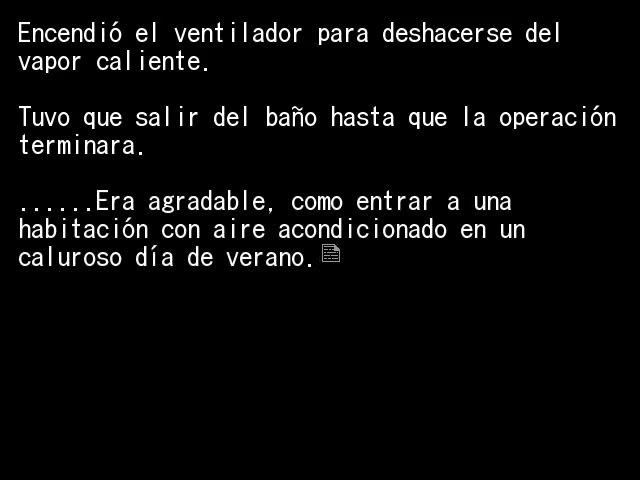 Encendió el ventilador para deshacerse del
vapor caliente.
Tuvo que salir del baño hasta que la operación
terminara.
......Era agradable, como entrar a una
habitación con aire acondicionado en un
caluroso día de verano.